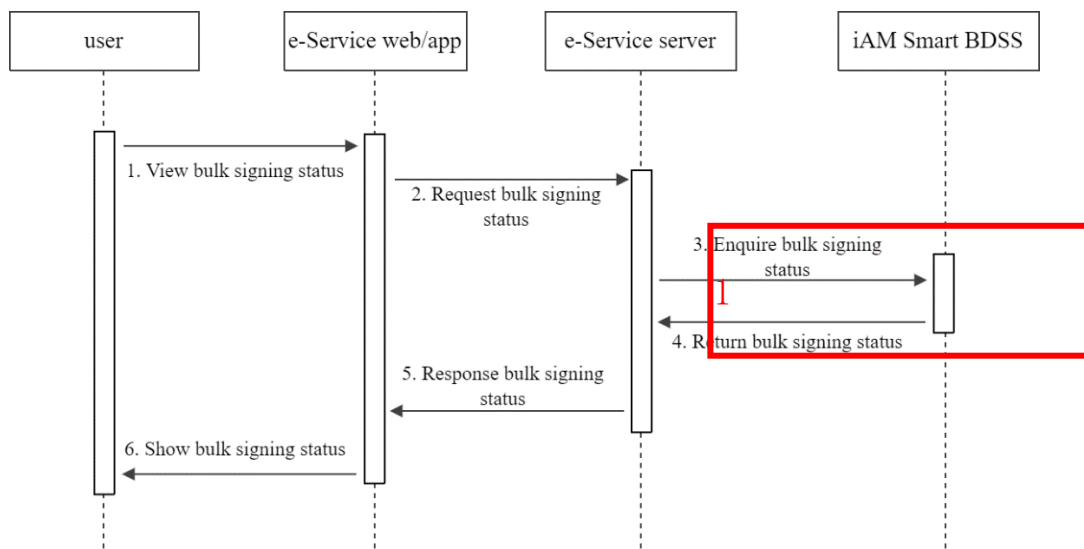 user
e-Service web/app
e-Service server
iAM Smart BDSS
1. View bulk signing status
2. Request bulk signing
status
3. Enquire bulk signing
status
1
4. Return bulk signing status
5. Response bulk signing
status
6. Show bulk signing status